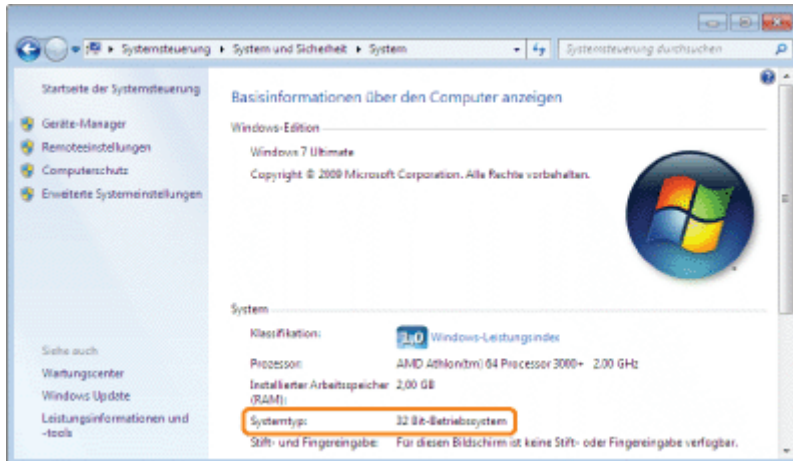 Systemsteuerung ▸ System und Sicherheit ▸ System
Systemsteuerung durchsuchen
Startseite der Systemsteuerung
Geräte-Manager
Remoteeinstellungen
Computerschutz
Erweiterte Systemeinstellungen
Siehe auch
Wartungscenter
Windows Update
Leistungsinformationen und
-tools
Basisinformationen über den Computer anzeigen
Windows-Edition
Windows 7 Ultimate
Copyright © 2009 Microsoft Corporation. Alle Rechte vorbehalten.
System
Klassifikation: Windows-Leistungsindex
Prozessor: AMD Athlon(tm) 64 Processor 3000+ 2.00 GHz
Installierter Arbeitsspeicher 2,00 GB
(RAM):
Systemtyp: 32 Bit-Betriebssystem
Stift- und Fingereingabe: Für diesen Bildschirm ist keine Stift- oder Fingereingabe verfügbar.